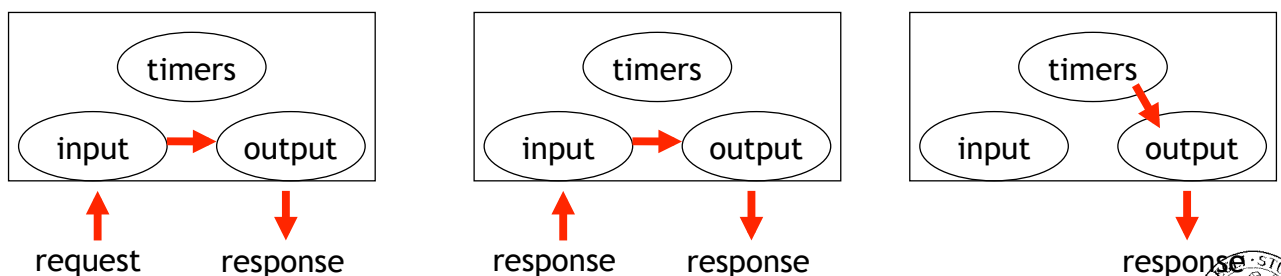 timers
input output
request response
timers
input output
response response
timers
input output
response